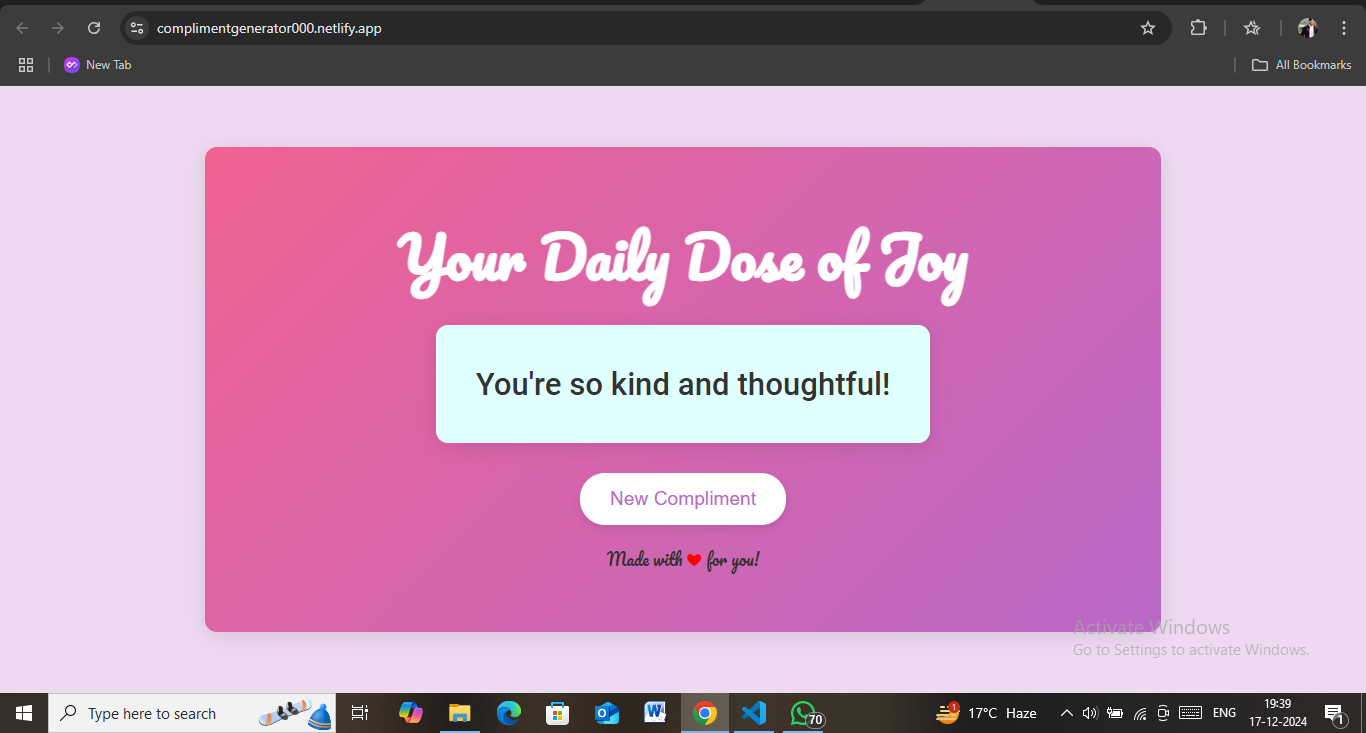 complimentgenerator000.netlify.app
New Tab
All Bookmarks
Your Daily Dose of Joy
You're so kind and thoughtful!
New Compliment
Made with ❤ for you!
Activate Windows
Go to Settings to activate Windows.
Type here to search
70
1
17°C Haze
ENG
19:39
17-12-2024
1